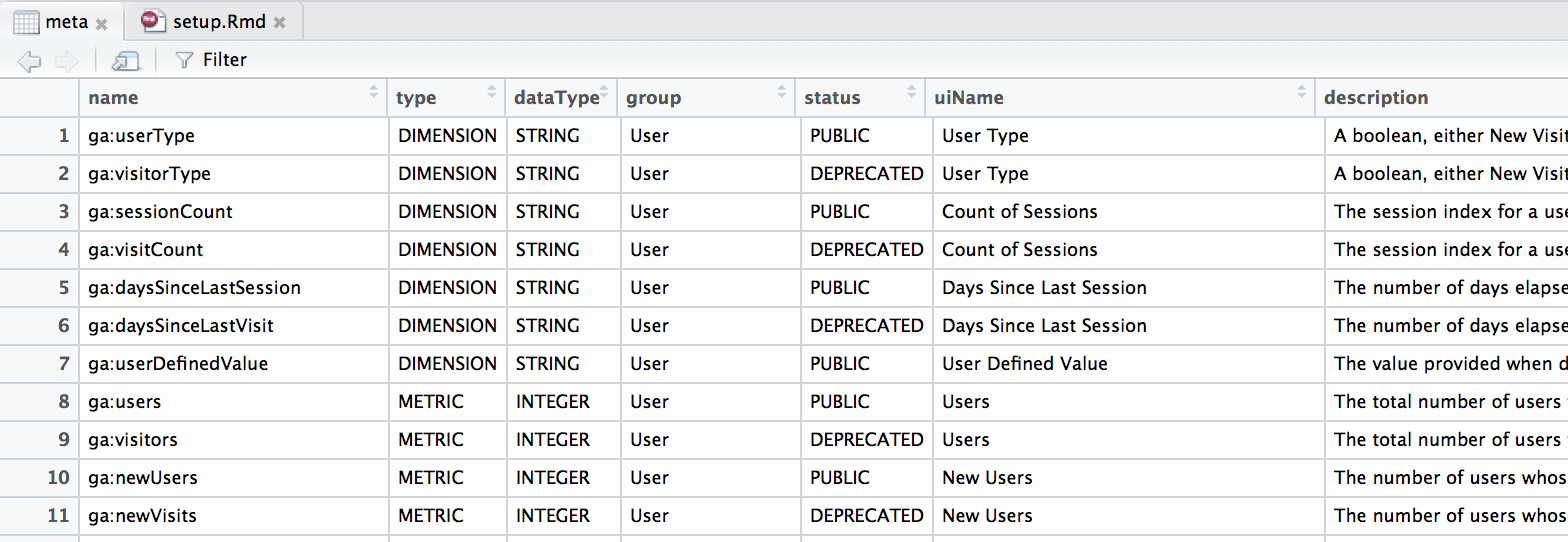 meta setup.Rmd
Filter
name type dataType group status uiName description
1 ga:userType DIMENSION STRING User PUBLIC User Type A boolean, either New Visit
2 ga:visitorType DIMENSION STRING User DEPRECATED User Type A boolean, either New Visit
3 ga:sessionCount DIMENSION STRING User PUBLIC Count of Sessions The session index for a use
4 ga:visitCount DIMENSION STRING User DEPRECATED Count of Sessions The session index for a use
5 ga:daysSinceLastSession DIMENSION STRING User PUBLIC Days Since Last Session The number of days elapse
6 ga:daysSinceLastVisit DIMENSION STRING User DEPRECATED Days Since Last Session The number of days elapse
7 ga:userDefinedValue DIMENSION STRING User PUBLIC User Defined Value The value provided when d
8 ga:users METRIC INTEGER User PUBLIC Users The total number of users
9 ga:visitors METRIC INTEGER User DEPRECATED Users The total number of users
10 ga:newUsers METRIC INTEGER User PUBLIC New Users The number of users whos
11 ga:newVisits METRIC INTEGER User DEPRECATED New Users The number of users whos